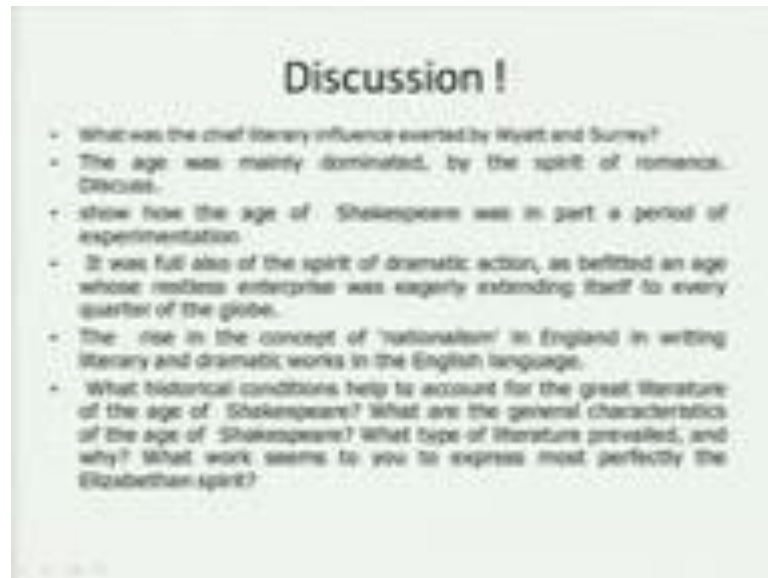 Discussion !
• What was the chief literary influence exerted by Wyatt and Surrey?
• The age was mainly dominated, by the spirit of romance.
Discuss.
• show how the age of Shakespeare was in part a period of
experimentation
• It was full also of the spirit of dramatic action, as befitted an age
whose restless enterprise was eagerly extending itself to every
quarter of the globe.
• The rise in the concept of 'nationalism' in England in writing
literary and dramatic works in the English language.
• What historical conditions help to account for the great literature
of the age of Shakespeare? What are the general characteristics
of the age of Shakespeare? What type of literature prevailed, and
why? What work seems to you to express most perfectly the
Elizabethan spirit?